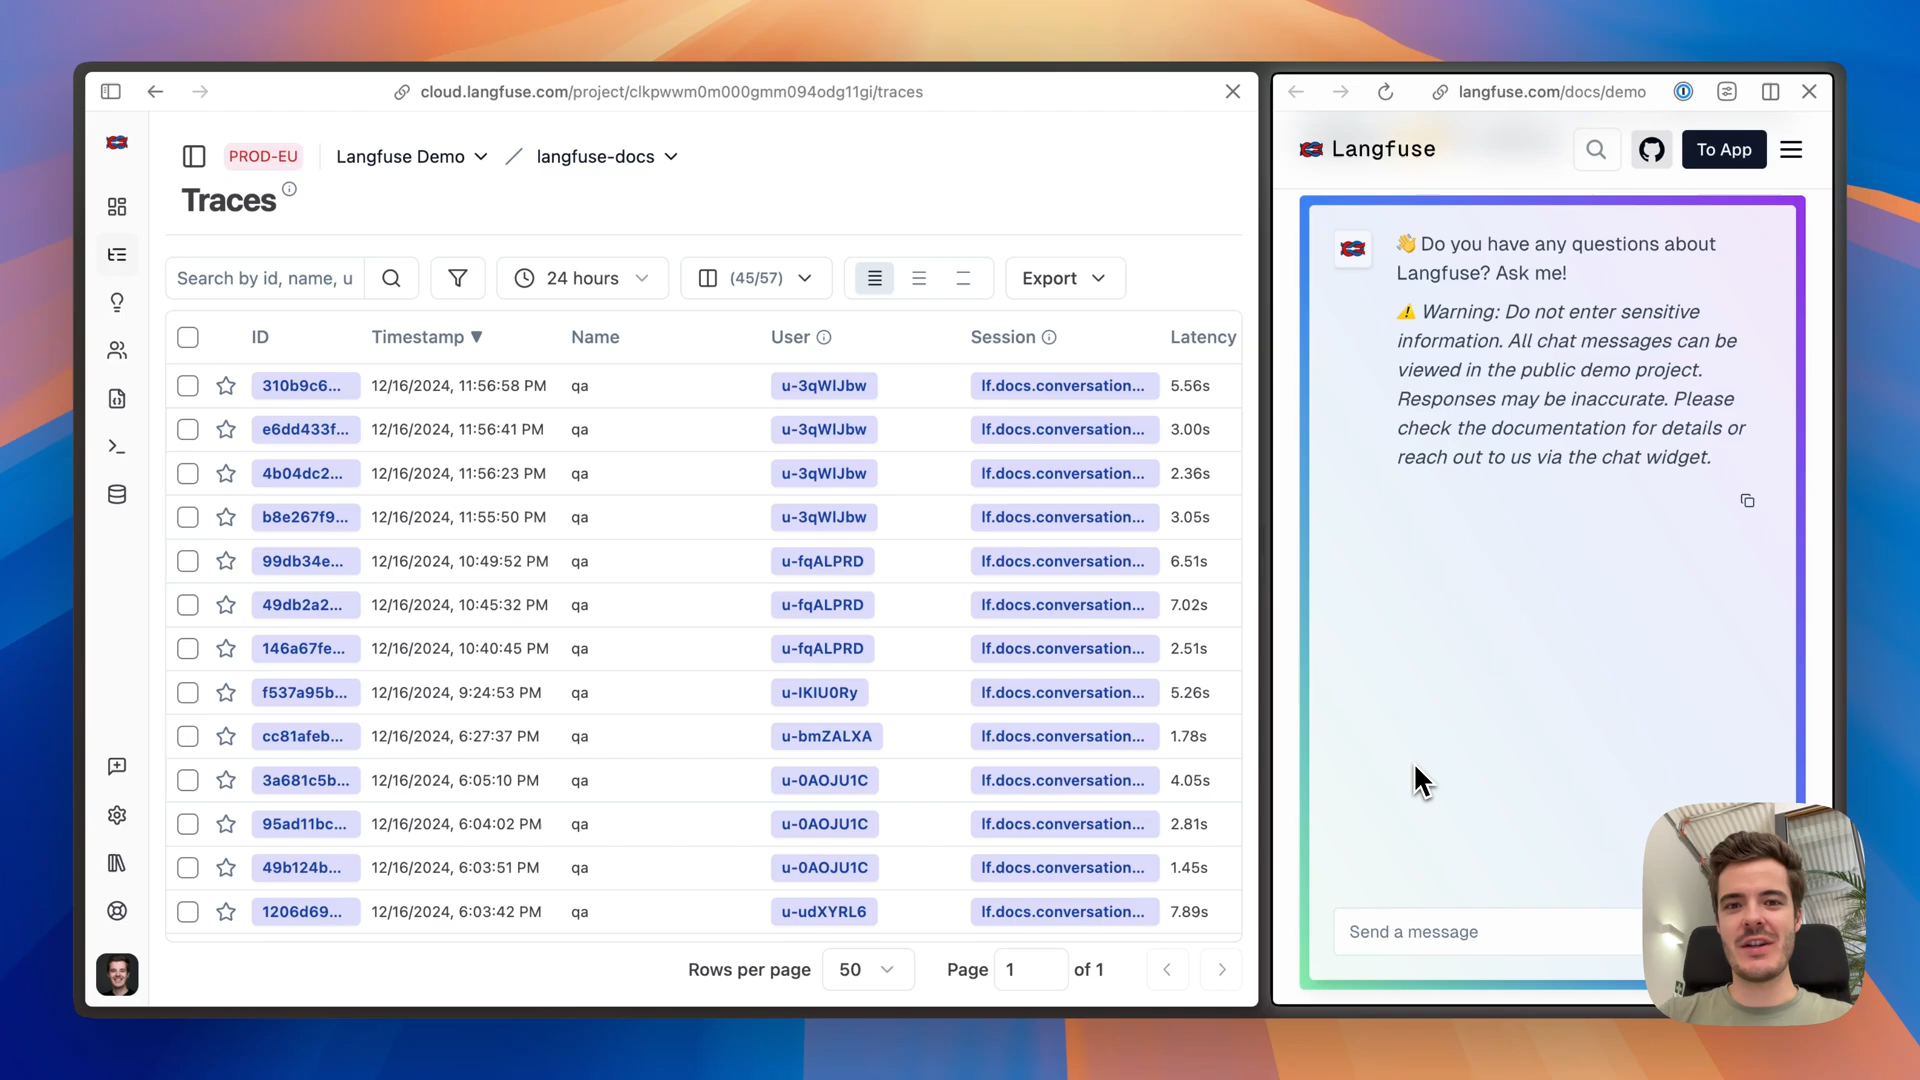 cloud.langfuse.com/project/clkpwwm0m000gmm094odg11gi/traces
PROD-EU
Langfuse Demo
langfuse-docs
Traces
Search by id, name, u
24 hours
(45/57)
Export
ID Timestamp ▼ Name User Session Latency
310b9c6... 12/16/2024, 11:56:58 PM qa u-3qWlJbw lf.docs.conversation... 5.56s
e6dd433f... 12/16/2024, 11:56:41 PM qa u-3qWlJbw lf.docs.conversation... 3.00s
4b04dc2... 12/16/2024, 11:56:23 PM qa u-3qWlJbw lf.docs.conversation... 2.36s
b8e267f9... 12/16/2024, 11:55:50 PM qa u-3qWlJbw lf.docs.conversation... 3.05s
99db34e... 12/16/2024, 10:49:52 PM qa u-fqALPRD lf.docs.conversation... 6.51s
49db2a2... 12/16/2024, 10:45:32 PM qa u-fqALPRD lf.docs.conversation... 7.02s
146a67fe... 12/16/2024, 10:40:45 PM qa u-fqALPRD lf.docs.conversation... 2.51s
f537a95b... 12/16/2024, 9:24:53 PM qa u-IKIU0Ry lf.docs.conversation... 5.26s
cc81afeb... 12/16/2024, 6:27:37 PM qa u-bmZALXA lf.docs.conversation... 1.78s
3a681c5b... 12/16/2024, 6:05:10 PM qa u-0AOJU1C lf.docs.conversation... 4.05s
95ad11bc... 12/16/2024, 6:04:02 PM qa u-0AOJU1C lf.docs.conversation... 2.81s
49b124b... 12/16/2024, 6:03:51 PM qa u-0AOJU1C lf.docs.conversation... 1.45s
1206d69... 12/16/2024, 6:03:42 PM qa u-udXYRL6 lf.docs.conversation... 7.89s
Rows per page 50 Page 1 of 1
langfuse.com/docs/demo
Langfuse
To App
👋 Do you have any questions about
Langfuse? Ask me!
⚠️ Warning: Do not enter sensitive
information. All chat messages can be
viewed in the public demo project.
Responses may be inaccurate. Please
check the documentation for details or
reach out to us via the chat widget.
Send a message